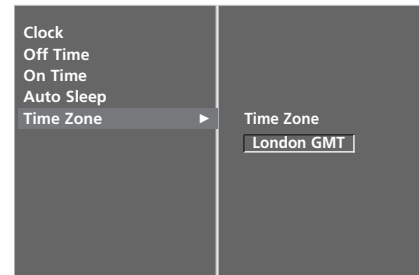 Clock
Off Time
On Time
Auto Sleep
Time Zone ►
Time Zone
London GMT